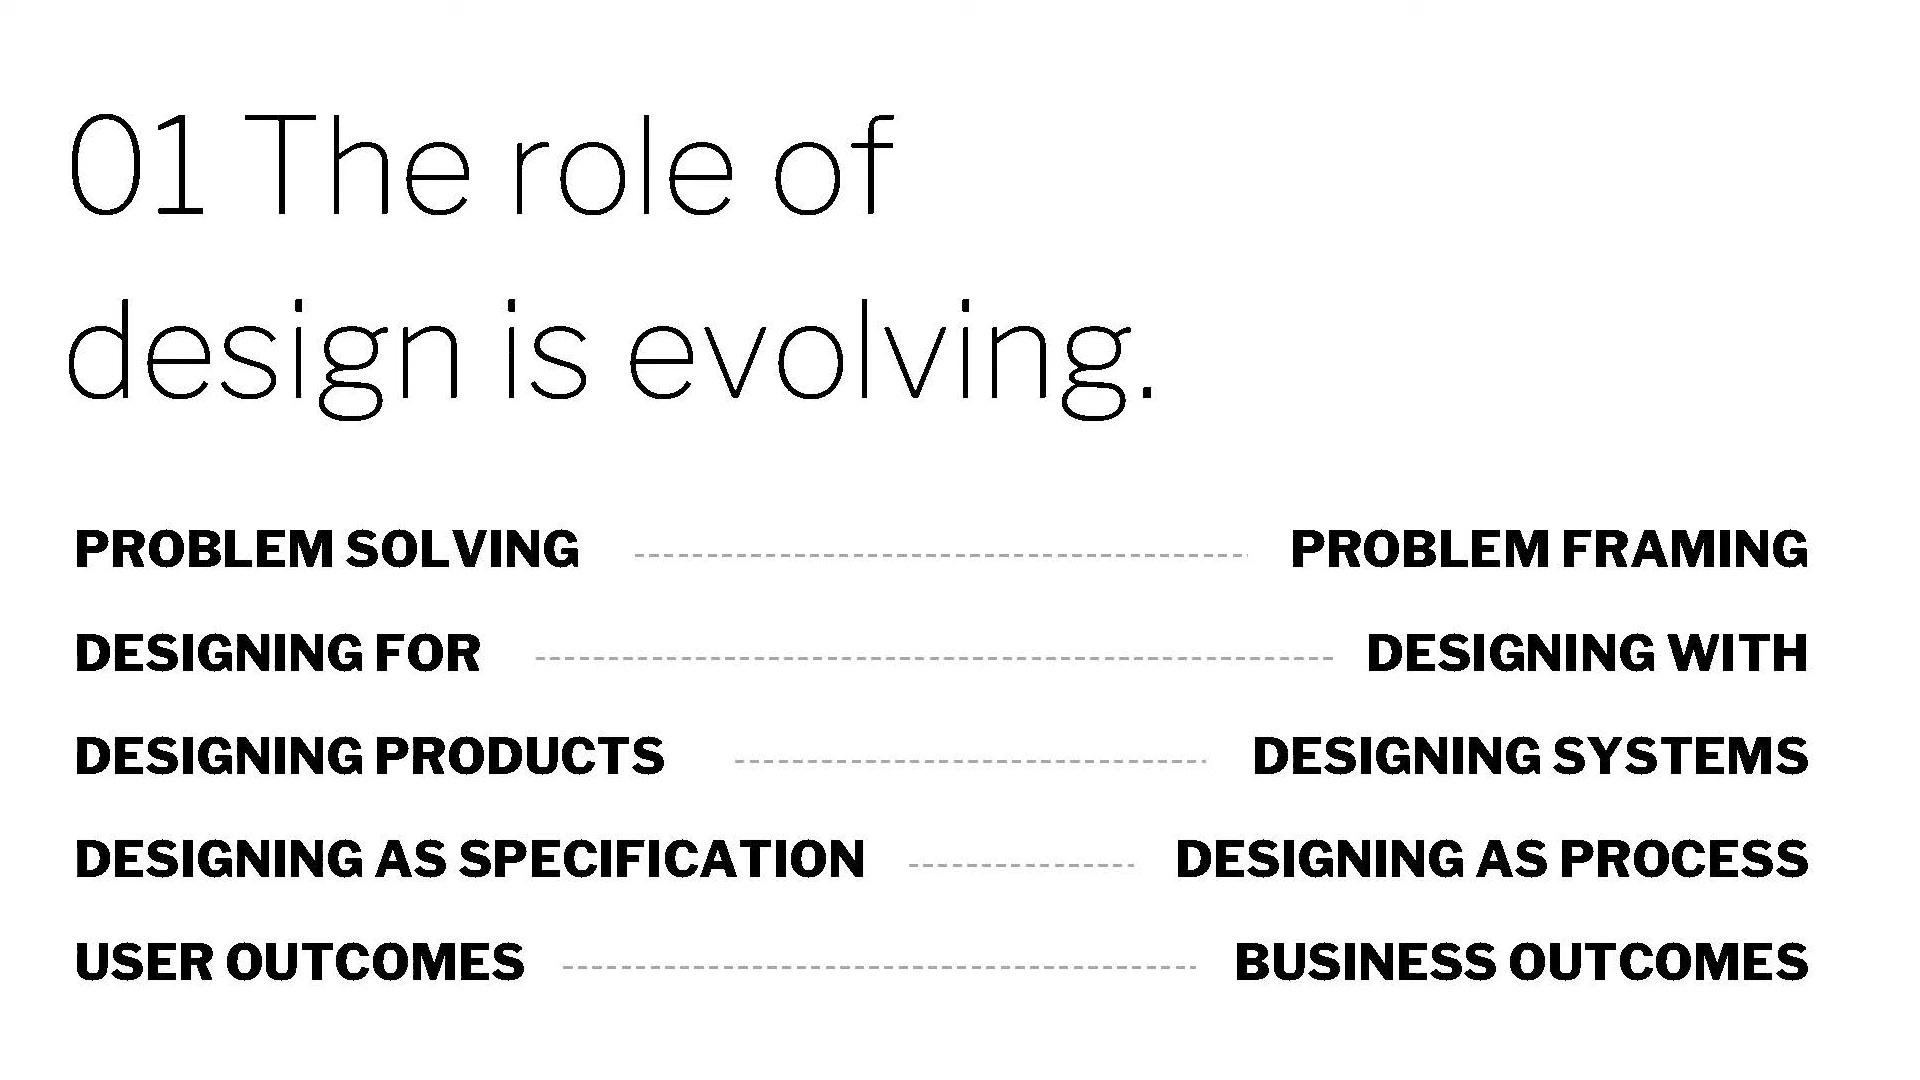 01 The role of
design is evolving.
PROBLEM SOLVING PROBLEM FRAMING
DESIGNING FOR DESIGNING WITH
DESIGNING PRODUCTS DESIGNING SYSTEMS
DESIGNING AS SPECIFICATION DESIGNING AS PROCESS
USER OUTCOMES BUSINESS OUTCOMES